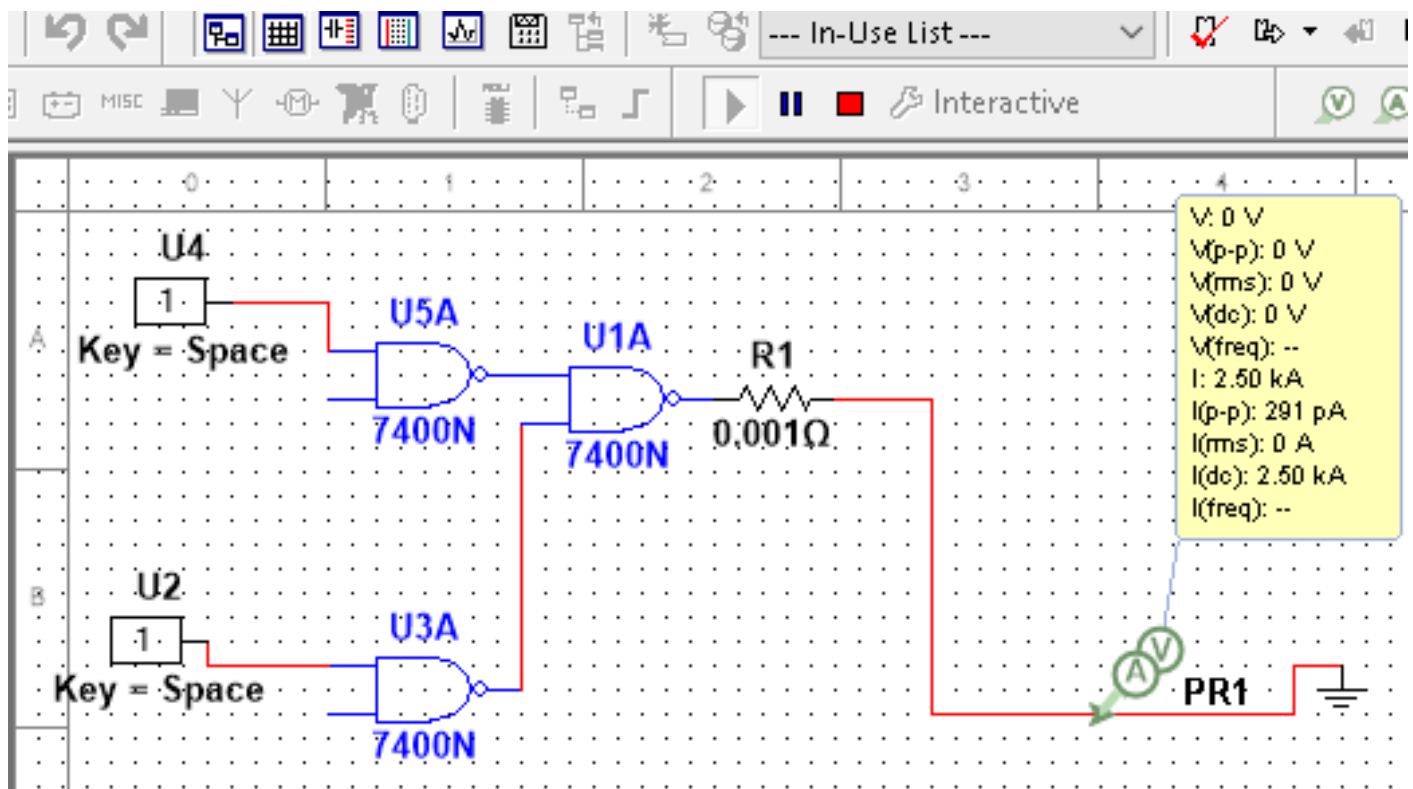 --- In-Use List ---
MISC
Interactive
0 1 2 3 4
A
B
U4
1
Key = Space
U5A
7400N
U1A
7400N
R1
0,001Ω
V: 0 V
V(p-p): 0 V
V(rms): 0 V
V(dc): 0 V
V(freq): --
I: 2.50 kA
I(p-p): 291 pA
I(rms): 0 A
I(dc): 2.50 kA
I(freq): --
U2
1
Key = Space
U3A
7400N
V
A
PR1
V
A